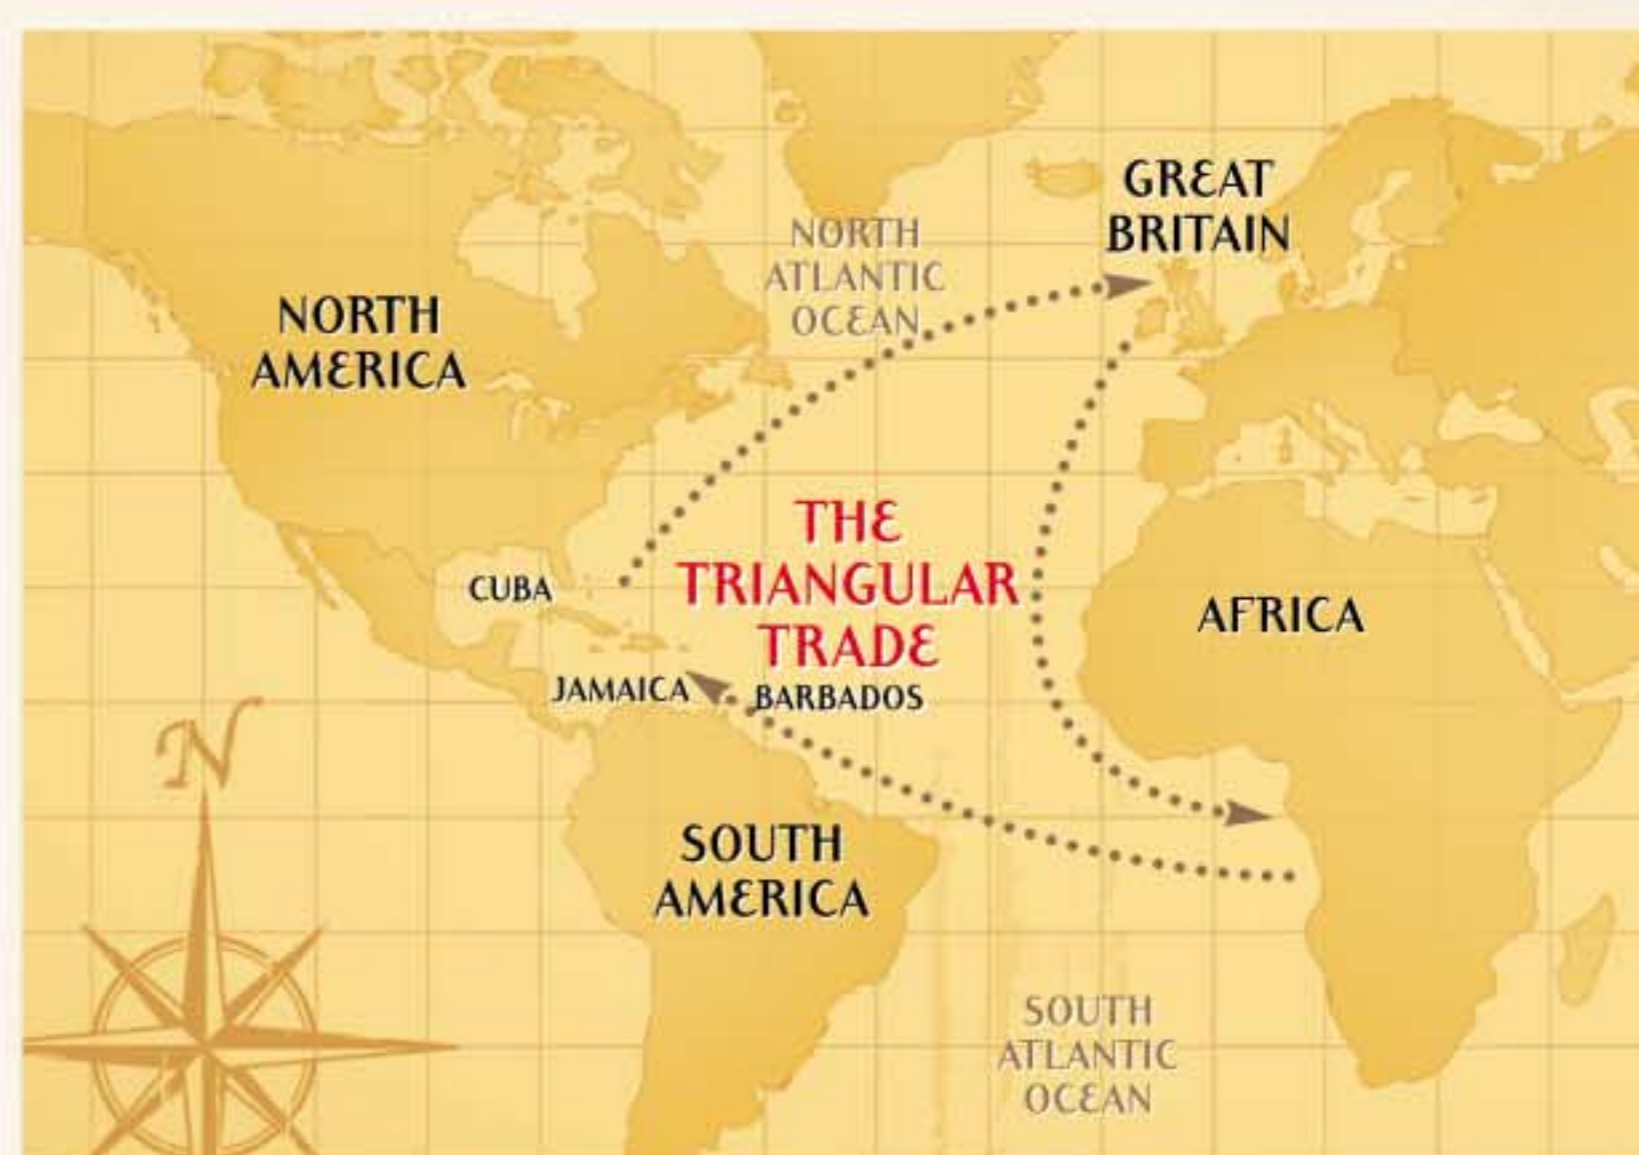 GREAT
BRITAIN
NORTH
ATLANTIC
OCEAN
NORTH
AMERICA
THE
TRIANGULAR
TRADE
CUBA
AFRICA
JAMAICA
BARBADOS
N
SOUTH
AMERICA
SOUTH
ATLANTIC
OCEAN